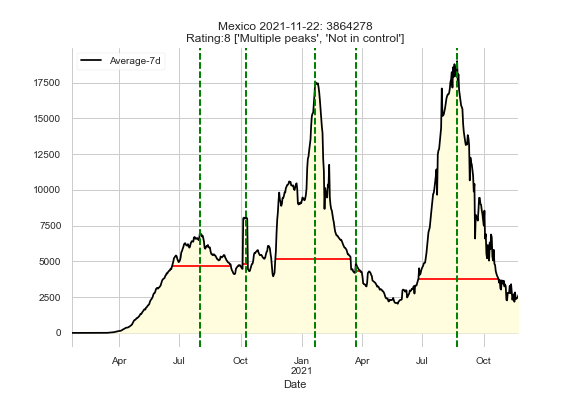 Mexico 2021-11-22: 3864278
Rating:8 ['Multiple peaks', 'Not in control']
Average-7d
17500
15000
12500
10000
7500
5000
2500
0
Apr Jul Oct Jan Apr Jul Oct
2021
Date